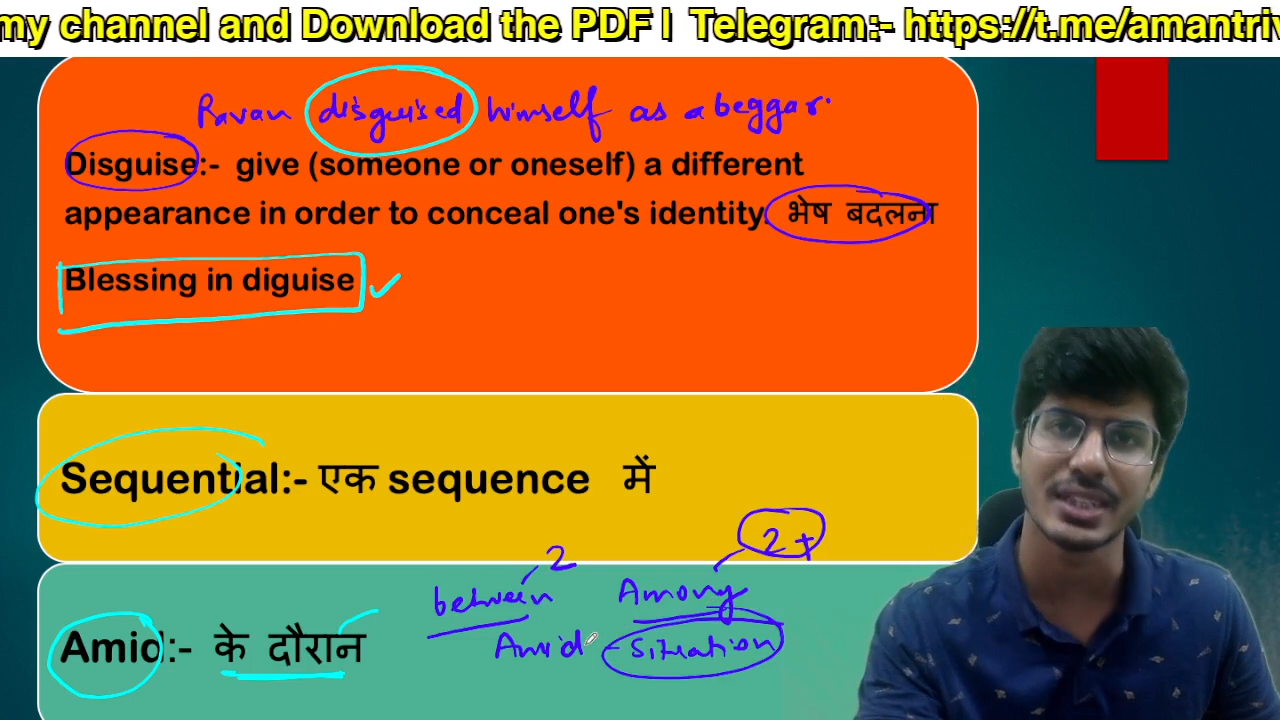 my channel and Download the PDF I Telegram:- https://t.me/amantriv
Ravan disguised himself as a beggar.
Disguise:- give (someone or oneself) a different
appearance in order to conceal one's identity. भेष बदलना
Blessing in diguise
Sequential:- एक sequence में
2 2+
between Among
Amid:- के दौरान Amid - Situation